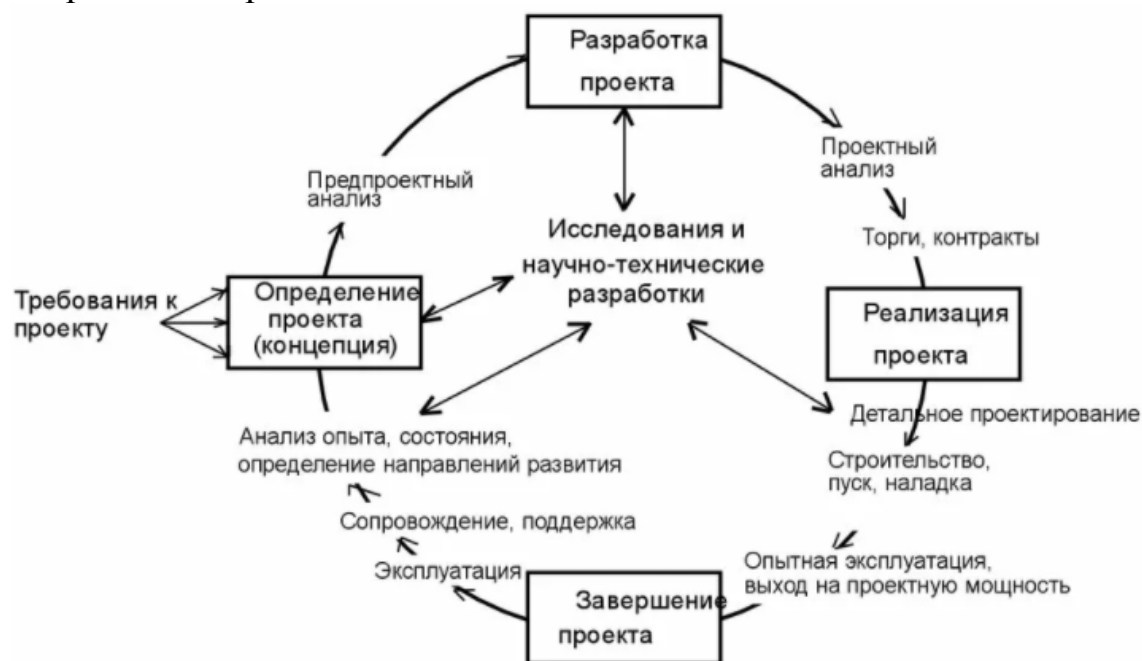 Разработка
проекта
Проектный
анализ
Предпроектный
анализ
Торги, контракты
Исследования и
научно-технические
разработки
Требования к
проекту
Определение
проекта
(концепция)
Реализация
проекта
Детальное проектирование
Строительство,
пуск, наладка
Анализ опыта, состояния,
определение направлений развития
Сопровождение, поддержка
Эксплуатация
Опытная эксплуатация,
выход на проектную мощность
Завершение
проекта